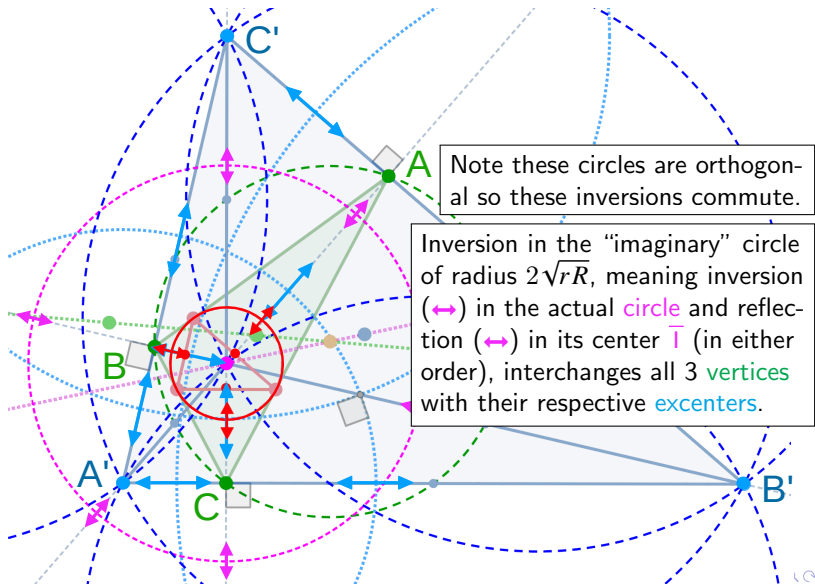 C'
A
Note these circles are orthogon-
al so these inversions commute.
Inversion in the “imaginary” circle
of radius 2√rR, meaning inversion
(↔) in the actual circle and reflec-
tion (↔) in its center I̅ (in either
order), interchanges all 3 vertices
with their respective excenters.
B
A'
C
B'